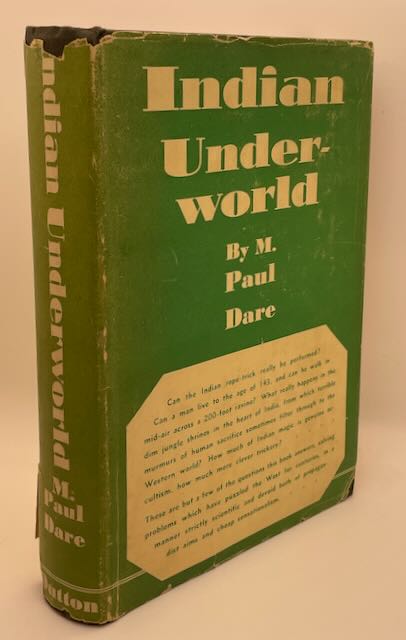 Indian Underworld
M.
Paul
Dare
Dutton
Indian
Under-
world
By M.
Paul
Dare
Can the Indian rope-trick really be performed?
Can a man live to the age of 143, and can he walk in
mid-air across a 200-foot ravine? What really happens in the
dim jungle shrines in the heart of India, from which terrible
murmurs of human sacrifice sometimes filter through to the
Western world? How much of Indian magic is genuine oc-
cultism, how much mere clever trickery?
These are but a few of the questions this book answers, solving
problems which have puzzled the West for centuries, in a
manner strictly scientific and devoid both of propagan-
dist aims and cheap sensationalism.